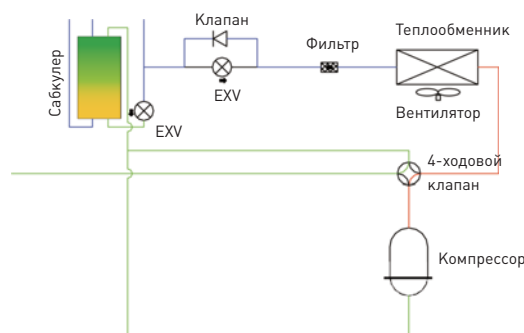 Клапан
Теплообменник
Фильтр
Сабкулер
EXV
Вентилятор
EXV
4-ходовой
клапан
Компрессор